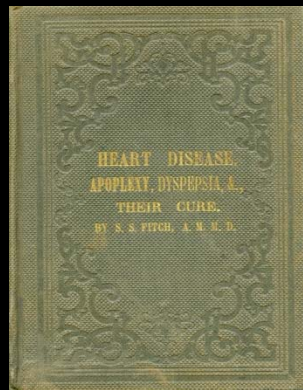 HEART DISEASE,
APOPLEXY, DYSPEPSIA, &.,
THEIR CURE.
BY S. S. FITCH, A. M. M. D.